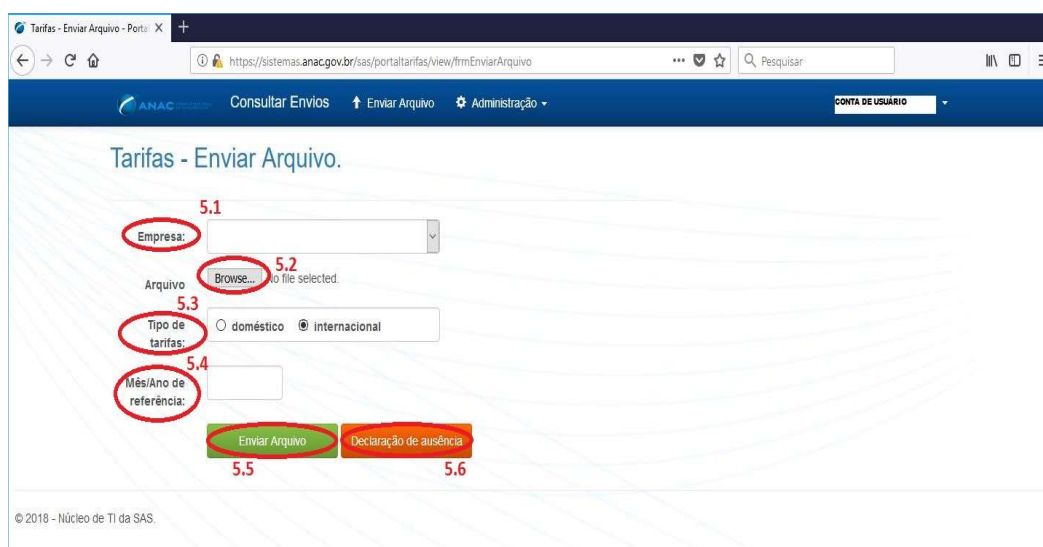 Tarifas - Enviar Arquivo - Porta
https://sistemas.anac.gov.br/sas/portaltarifas/view/frmEnviarArquivo
Pesquisar
ANAC
Consultar Envios
Enviar Arquivo
Administração
CONTA DE USUÁRIO
Tarifas - Enviar Arquivo.
5.1
Empresa:
5.2
Arquivo
Browse... No file selected.
5.3
Tipo de
tarifas:
doméstico
internacional
5.4
Mês/Ano de
referência:
Enviar Arquivo
Declaração de ausência
5.5
5.6
© 2018 - Núcleo de TI da SAS.